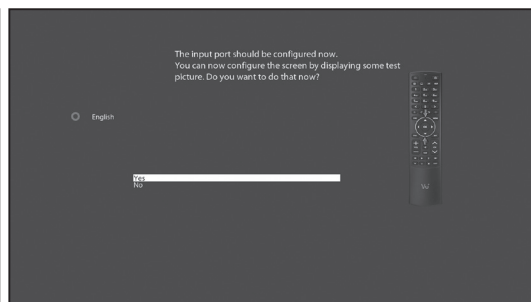 The input port should be configured now.
You can now configure the screen by displaying some test
picture. Do you want to do that now?
English
Yes
No